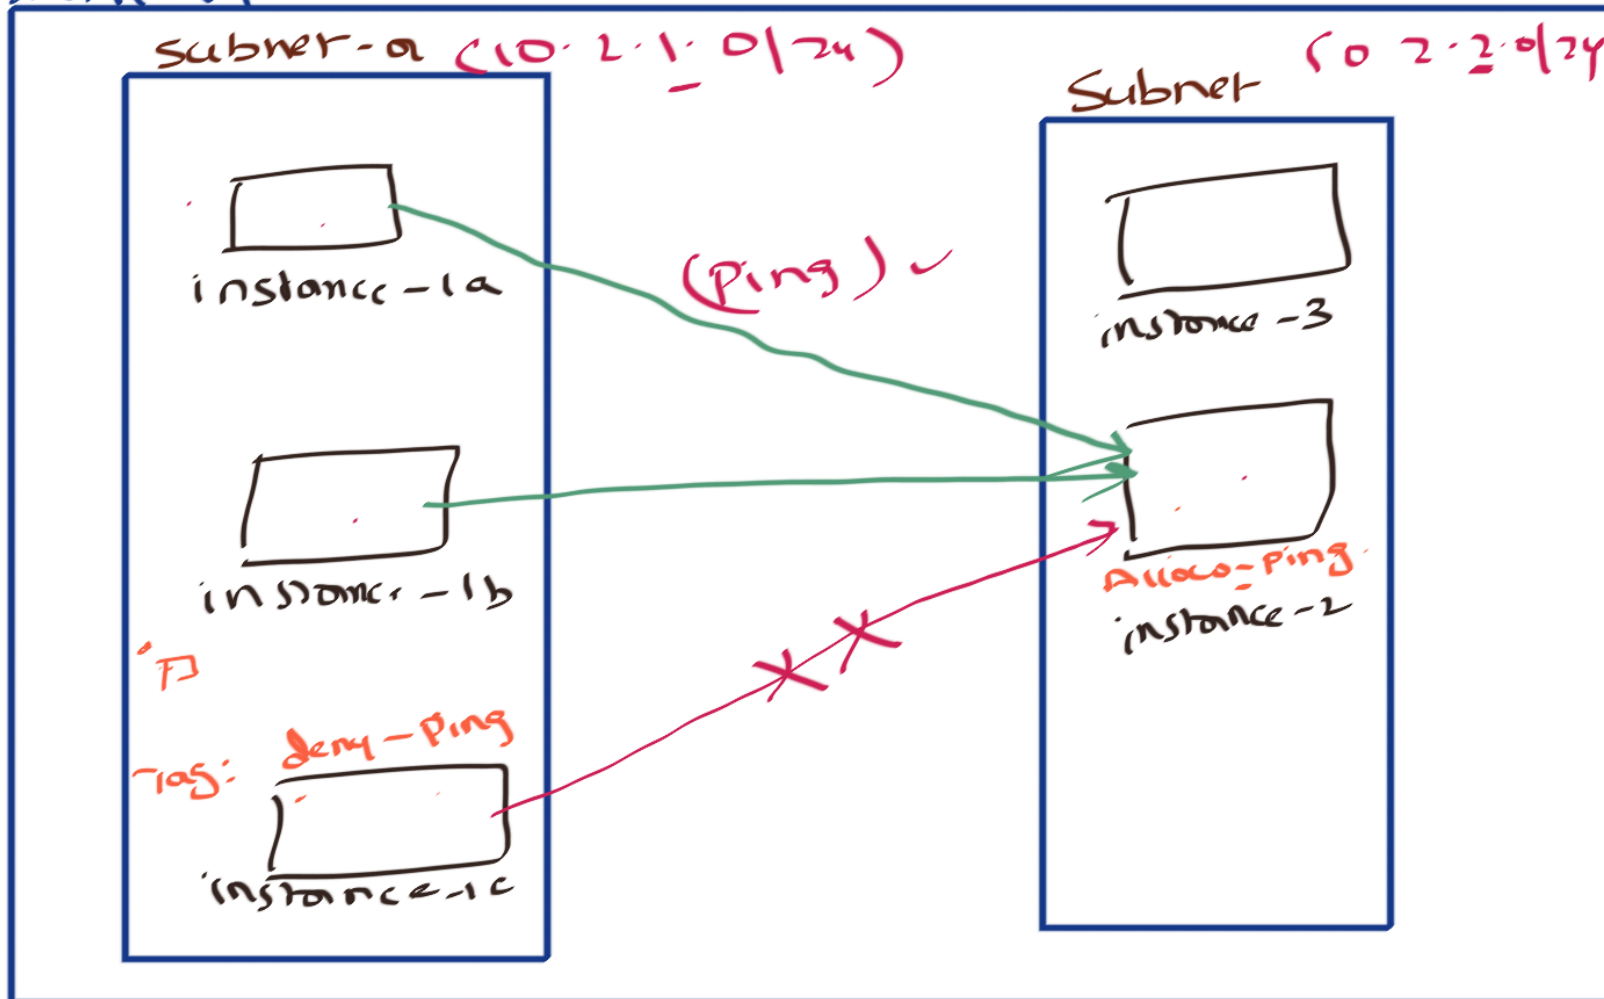 subnet-a (10.2.1.0/24)
Subnet 10.2.2.0/24
instance-1a
(Ping)
instance-3
instance-1b
Allow-Ping
instance-2
Tag: deny-Ping
instance-1c